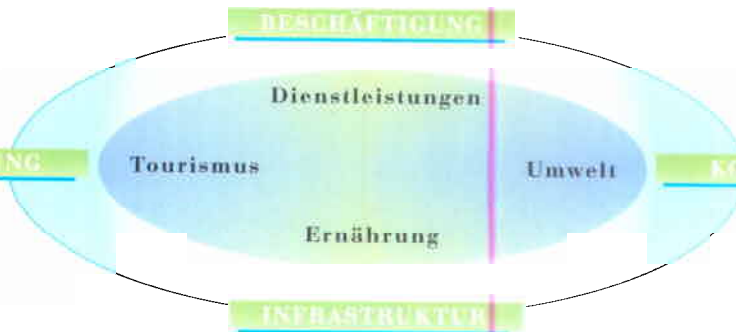 BESCHÄFTIGUNG
Dienstleistungen
Tourismus
Umwelt
Ernährung
INFRASTRUKTUR